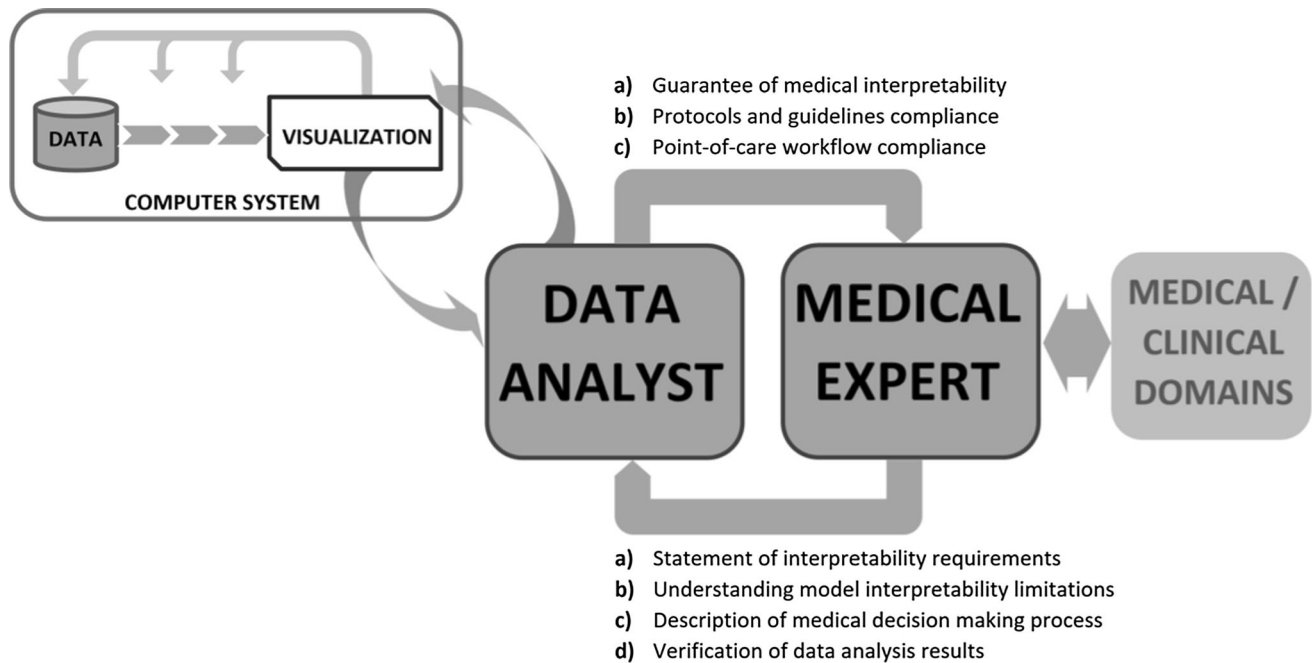 DATA
VISUALIZATION
COMPUTER SYSTEM
a) Guarantee of medical interpretability
b) Protocols and guidelines compliance
c) Point-of-care workflow compliance
DATA
ANALYST
MEDICAL
EXPERT
MEDICAL /
CLINICAL
DOMAINS
a) Statement of interpretability requirements
b) Understanding model interpretability limitations
c) Description of medical decision making process
d) Verification of data analysis results